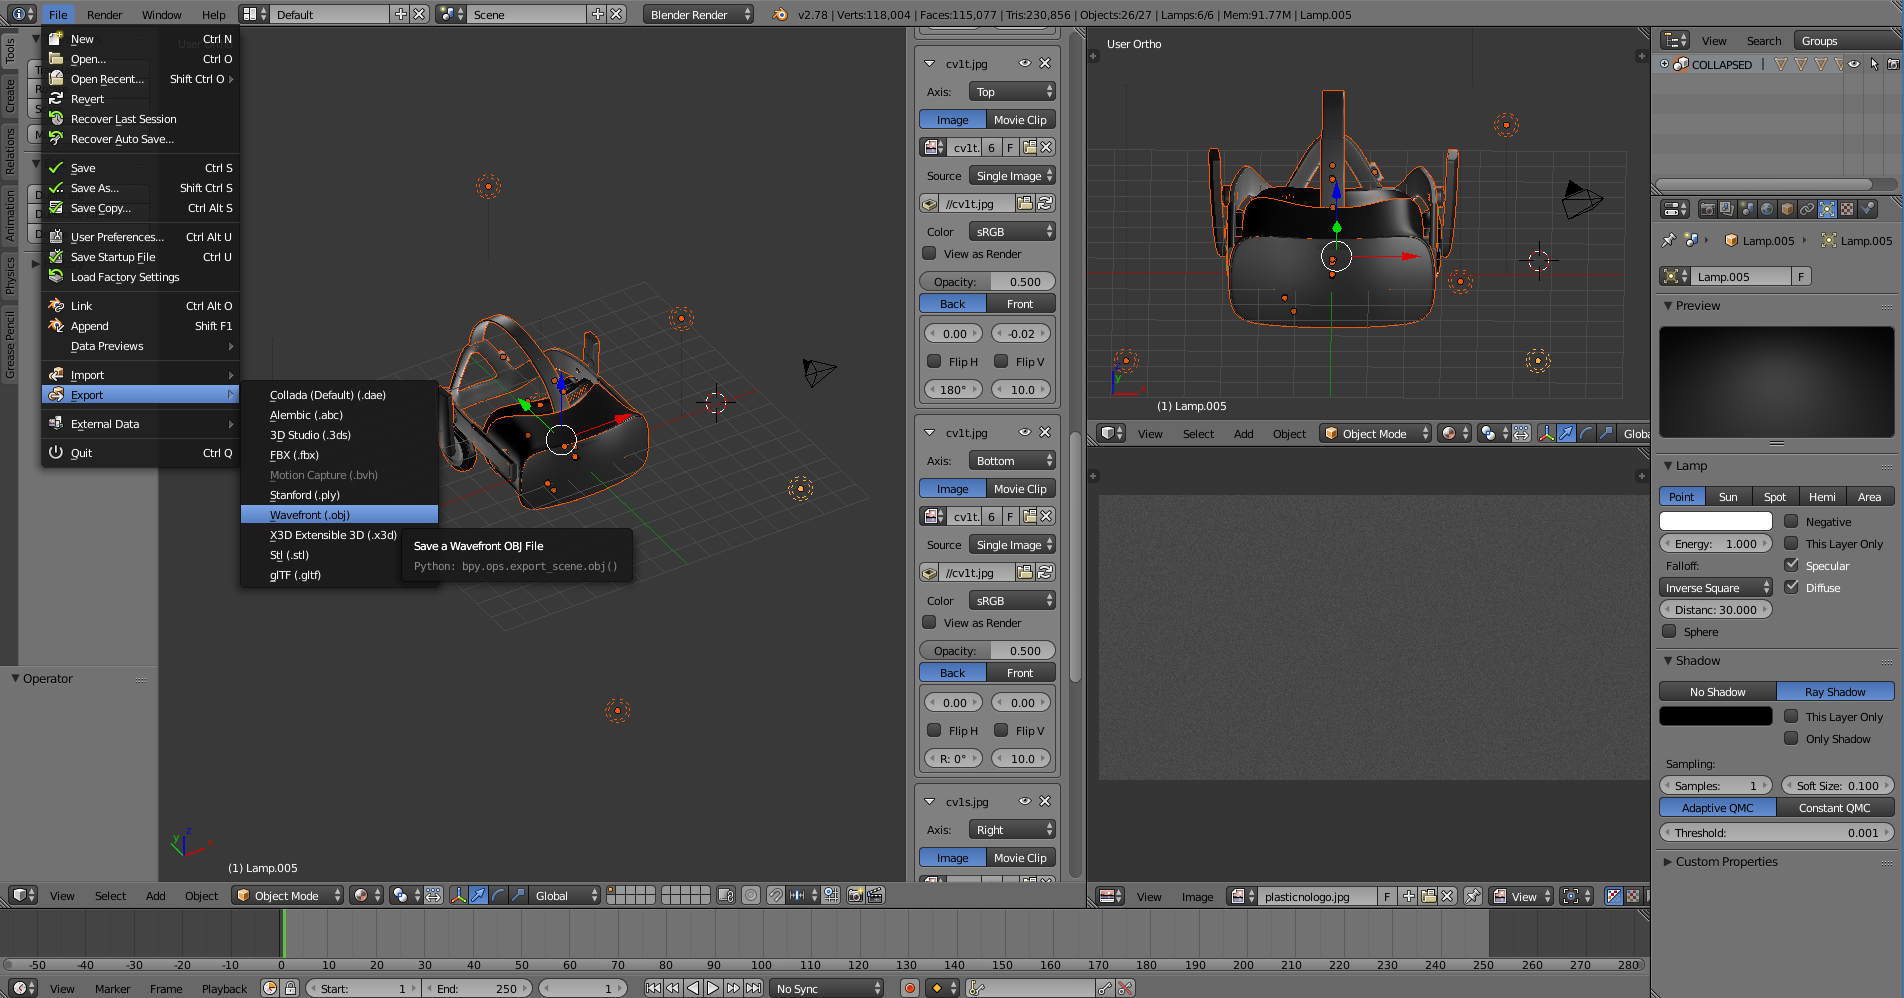 File Render Window Help Default Scene Blender Render v2.78 | Verts:118,004 | Faces:115,077 | Tris:230,856 | Objects:26/27 | Lamps:6/6 | Mem:91.77M | Lamp.005
Tools
Create
Relations
Animation
Physics
Grease Pencil
New Ctrl N
Open... Ctrl O
Open Recent... Shift Ctrl O
Revert
Recover Last Session
Recover Auto Save...
Save Ctrl S
Save As... Shift Ctrl S
Save Copy... Ctrl Alt S
User Preferences... Ctrl Alt U
Save Startup File Ctrl U
Load Factory Settings
Link Ctrl Alt O
Append Shift F1
Data Previews
Import
Export
External Data
Quit Ctrl Q
Collada (Default) (.dae)
Alembic (.abc)
3D Studio (.3ds)
FBX (.fbx)
Motion Capture (.bvh)
Stanford (.ply)
Wavefront (.obj)
X3D Extensible 3D (.x3d)
Stl (.stl)
glTF (.gltf)
Save a Wavefront OBJ File
Python: bpy.ops.export_scene.obj()
Operator
(1) Lamp.005
cv1t.jpg
Axis: Top
Image Movie Clip
cv1t. 6 F
Source Single Image
//cv1t.jpg
Color sRGB
View as Render
Opacity: 0.500
Back Front
0.00 -0.02
Flip H Flip V
180° 10.0
cv1t.jpg
Axis: Bottom
Image Movie Clip
cv1t. 6 F
Source Single Image
//cv1t.jpg
Color sRGB
View as Render
Opacity: 0.500
Back Front
0.00 0.00
Flip H Flip V
R: 0° 10.0
cv1s.jpg
Axis: Right
Image Movie Clip
User Ortho
(1) Lamp.005
View Select Add Object Object Mode Globa
View Search Groups
COLLAPSED
Lamp.005 Lamp.005
Lamp.005 F
Preview
Lamp
Point Sun Spot Hemi Area
Negative
Energy: 1.000 This Layer Only
Falloff: Specular
Inverse Square Diffuse
Distanc: 30.000
Sphere
Shadow
No Shadow Ray Shadow
This Layer Only
Only Shadow
Sampling:
Samples: 1 Soft Size: 0.100
Adaptive QMC Constant QMC
Threshold: 0.001
Custom Properties
View Select Add Object Object Mode Global
View Image plasticnologo.jpg F View
-50 -40 -30 -20 -10 0 10 20 30 40 50 60 70 80 90 100 110 120 130 140 150 160 170 180 190 200 210 220 230 240 250 260 270 280
View Marker Frame Playback Start: 1 End: 250 1 No Sync